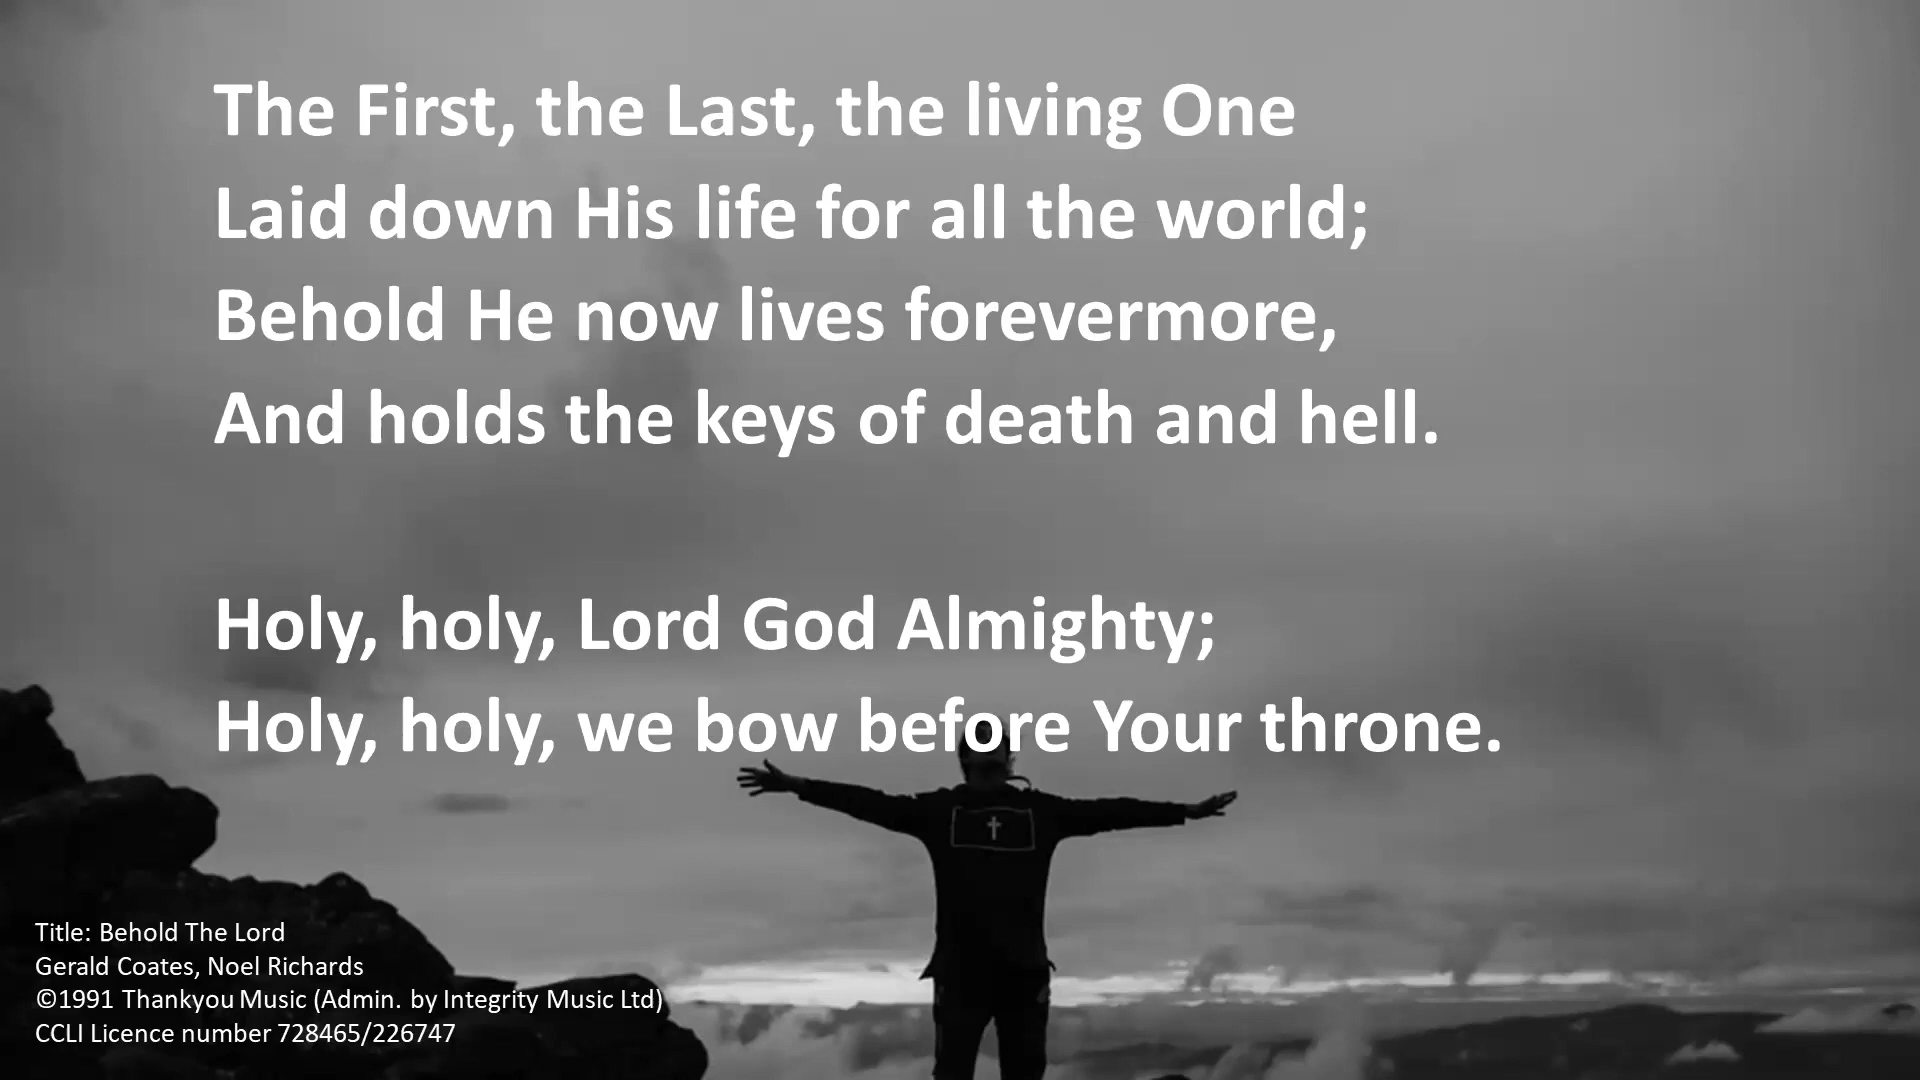 The First, the Last, the living One
Laid down His life for all the world;
Behold He now lives forevermore,
And holds the keys of death and hell.
Holy, holy, Lord God Almighty;
Holy, holy, we bow before Your throne.
Title: Behold The Lord
Gerald Coates, Noel Richards
©1991 Thankyou Music (Admin. by Integrity Music Ltd)
CCLI Licence number 728465/226747